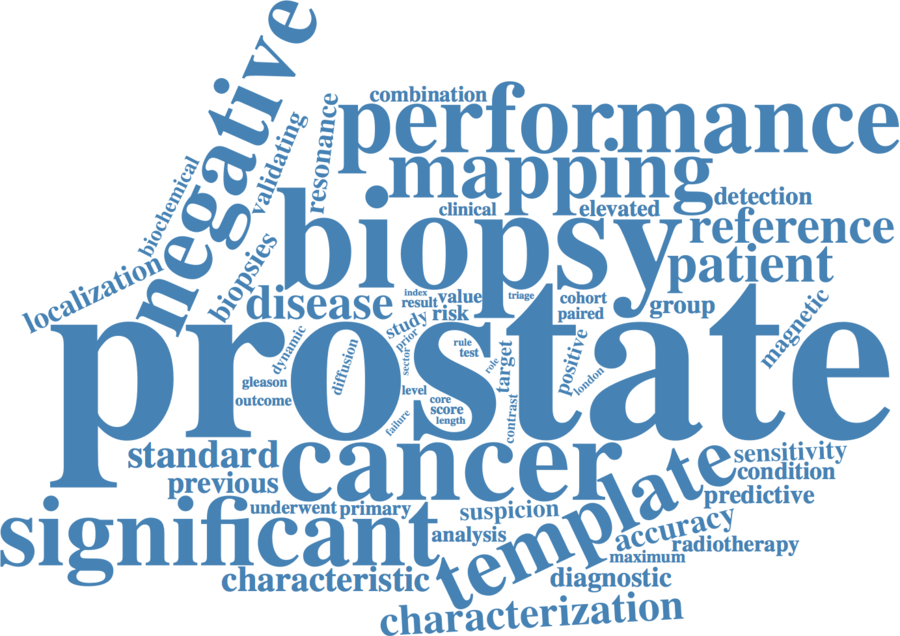 negative
combination
performance
validating
resonance
mapping
biochemical
detection
clinical
elevated
biopsy
reference
localization
biopsies
patient
disease
index
result
value
triage
cohort
paired
group
magnetic
study
risk
prostate
dynamic
diffusion
prior
sector
rule
test
role
target
positive
london
gleason
outcome
level
core
score
length
failure
contrast
standard
cancer
template
sensitivity
condition
previous
predictive
significant
underwent
primary
suspicion
analysis
accuracy
radiotherapy
maximum
characteristic
diagnostic
characterization